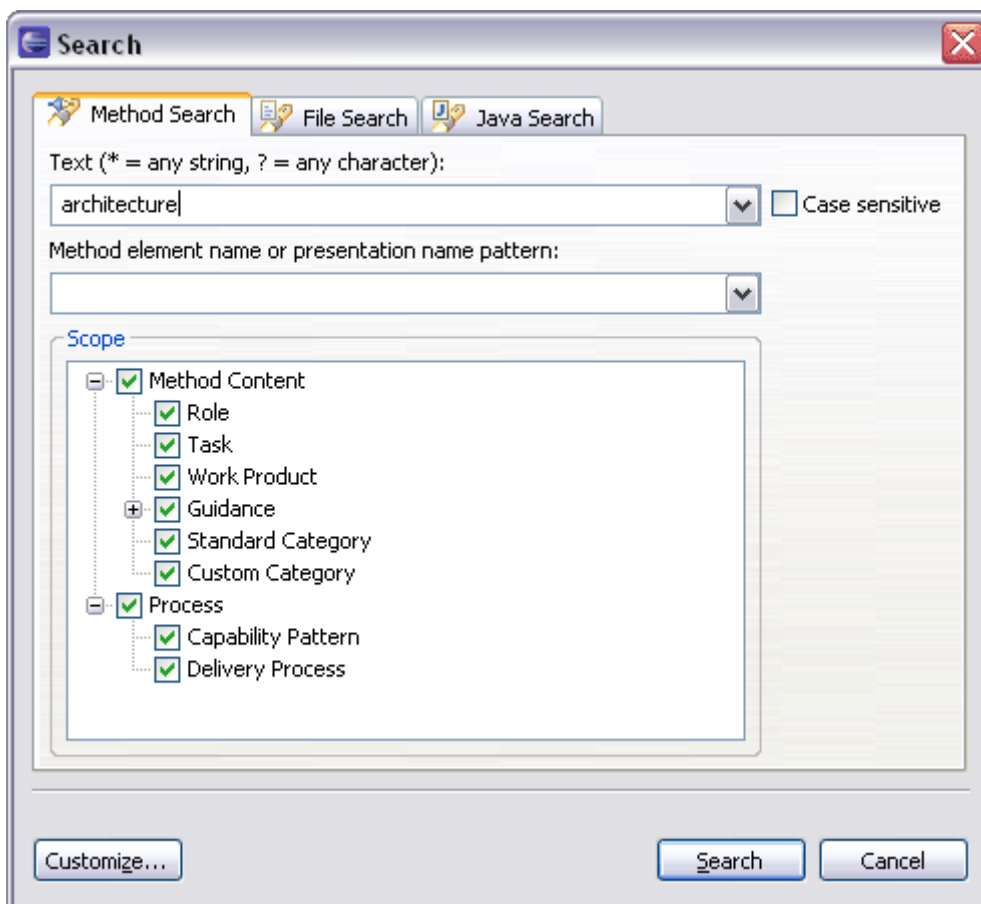 Search
Method Search File Search Java Search
Text (* = any string, ? = any character):
architecture
Case sensitive
Method element name or presentation name pattern:
Scope
Method Content
Role
Task
Work Product
Guidance
Standard Category
Custom Category
Process
Capability Pattern
Delivery Process
Customize... Search Cancel